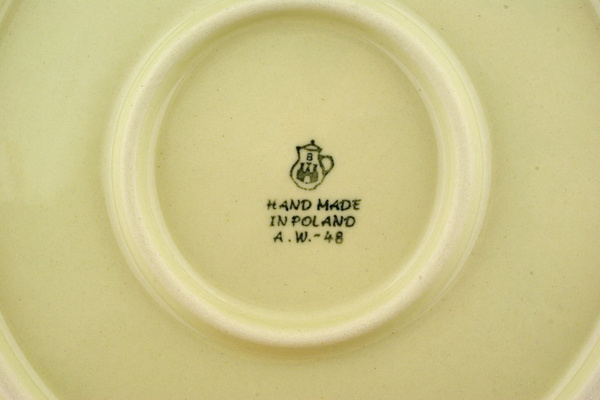 B
HAND MADE
IN POLAND
A.W.-48